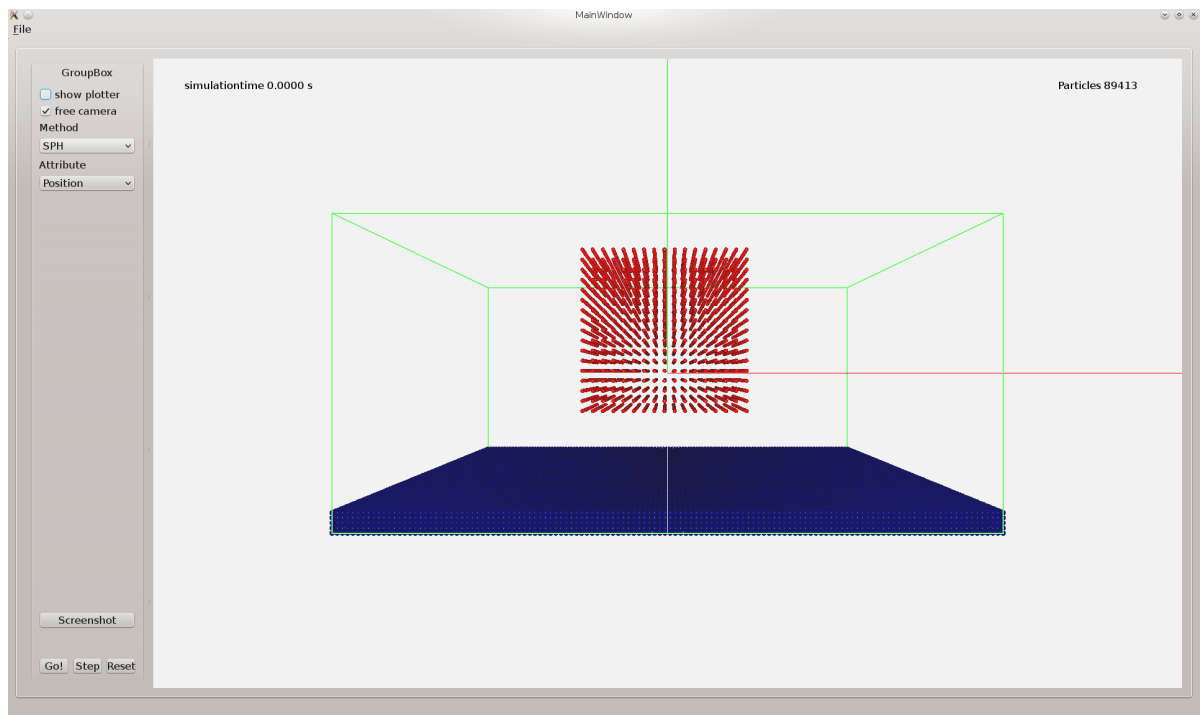 MainWindow
File
GroupBox
show plotter
free camera
Method
SPH
Attribute
Position
Screenshot
Go! Step Reset
simulationtime 0.0000 s
Particles 89413